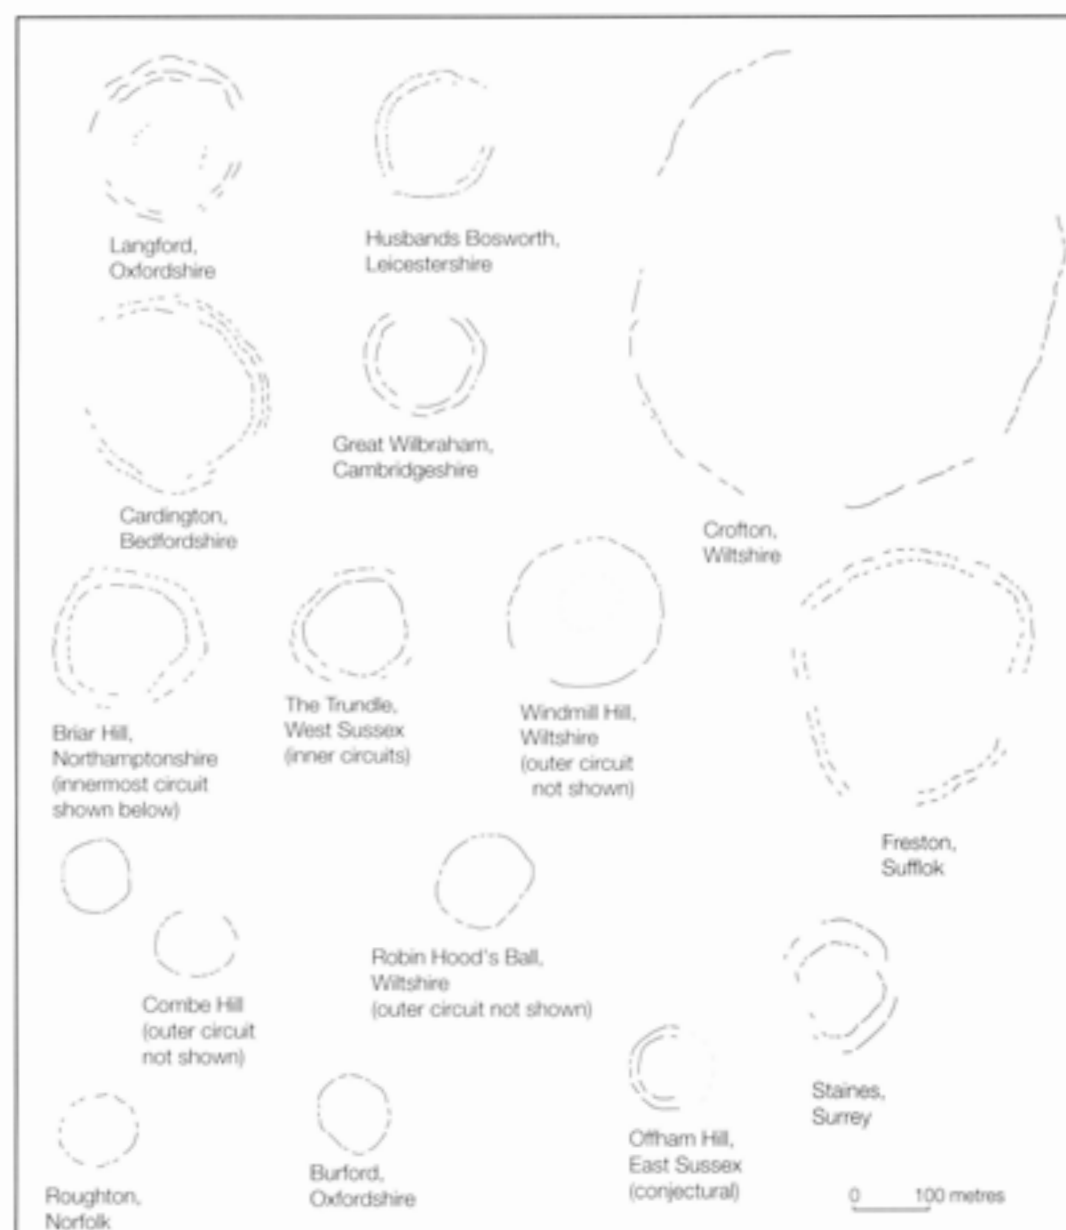 Langford,
Oxfordshire
Husbands Bosworth,
Leicestershire
Great Wilbraham,
Cambridgeshire
Cardington,
Bedfordshire
Crofton,
Wiltshire
Briar Hill,
Northamptonshire
(innermost circuit
shown below)
The Trundle,
West Sussex
(inner circuits)
Windmill Hill,
Wiltshire
(outer circuit
not shown)
Freston,
Sufflok
Combe Hill
(outer circuit
not shown)
Robin Hood's Ball,
Wiltshire
(outer circuit not shown)
Staines,
Surrey
Roughton,
Norfolk
Burford,
Oxfordshire
Offham Hill,
East Sussex
(conjectural)
0 100 metres